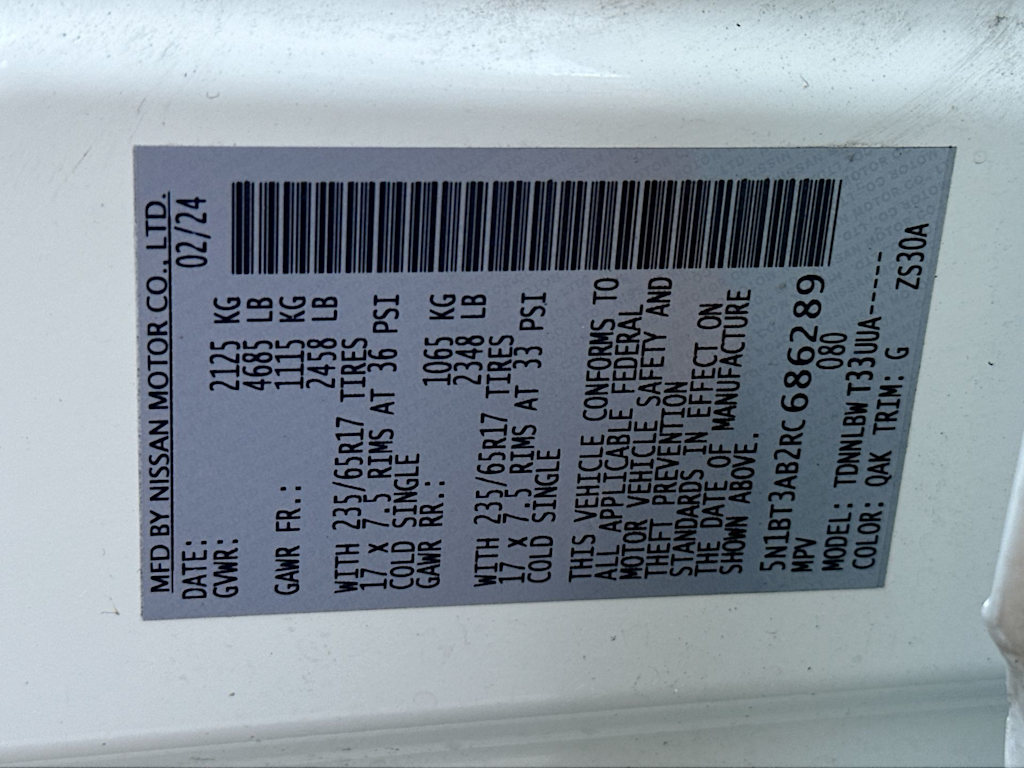 MFD BY NISSAN MOTOR CO., LTD.
DATE: 02/24
GVWR: 2125 KG
4685 LB
GAWR FR.: 1115 KG
2458 LB
WITH 235/65R17 TIRES
17 X 7.5 RIMS AT 36 PSI
COLD SINGLE
GAWR RR.: 1065 KG
2348 LB
WITH 235/65R17 TIRES
17 X 7.5 RIMS AT 33 PSI
COLD SINGLE
THIS VEHICLE CONFORMS TO
ALL APPLICABLE FEDERAL
MOTOR VEHICLE SAFETY AND
THEFT PREVENTION
STANDARDS IN EFFECT ON
THE DATE OF MANUFACTURE
SHOWN ABOVE.
5N1BT3AB2RC686289
MPV 080
MODEL: TDNNLBWT33UUA-----
COLOR: QAK TRIM: G ZS30A